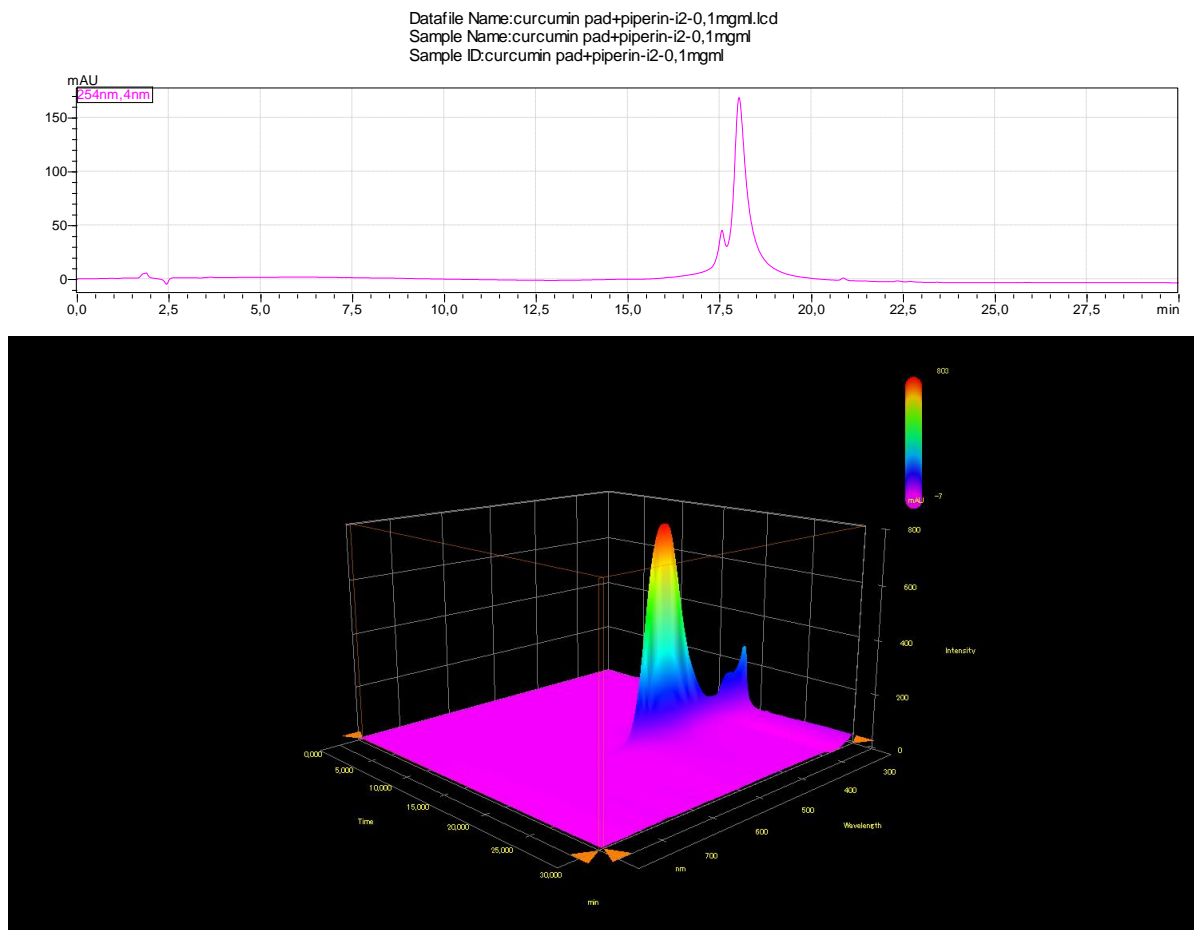 Datafile Name:curcumin pad+piperin-i2-0,1mgml.lcd
Sample Name:curcumin pad+piperin-i2-0,1mgml
Sample ID:curcumin pad+piperin-i2-0,1mgml
mAU
254nm,4nm
150
100
50
0
0,0 2,5 5,0 7,5 10,0 12,5 15,0 17,5 20,0 22,5 25,0 27,5 min
803
mAU -7
800
600
400
Intensity
200
0
0,000
5,000
10,000
15,000
20,000
25,000
30,000
Time
min
300
400
500
600
700
Wavelength
nm